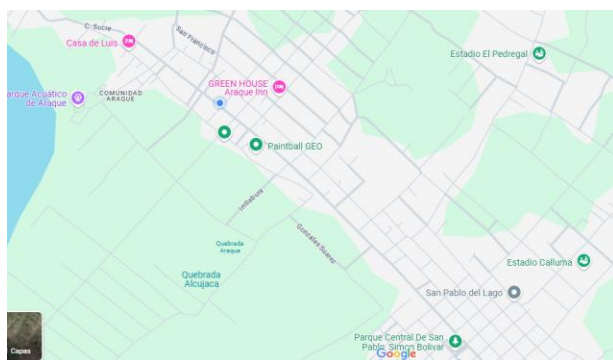 C. Sucre
San Francisco
Casa de Luis
Estadio El Pedregal
GREEN HOUSE
Araque Inn
Parque Acuático
de Araque
COMUNIDAD
ARAQUE
Paintball GEO
Imbabura
Gonzales Suarez
Quebrada
Araque
Quebrada
Alcujaca
Estadio Calluma
San Pablo del Lago
Parque Central De San
Pablo, Simon Bolivar
Google
Capas